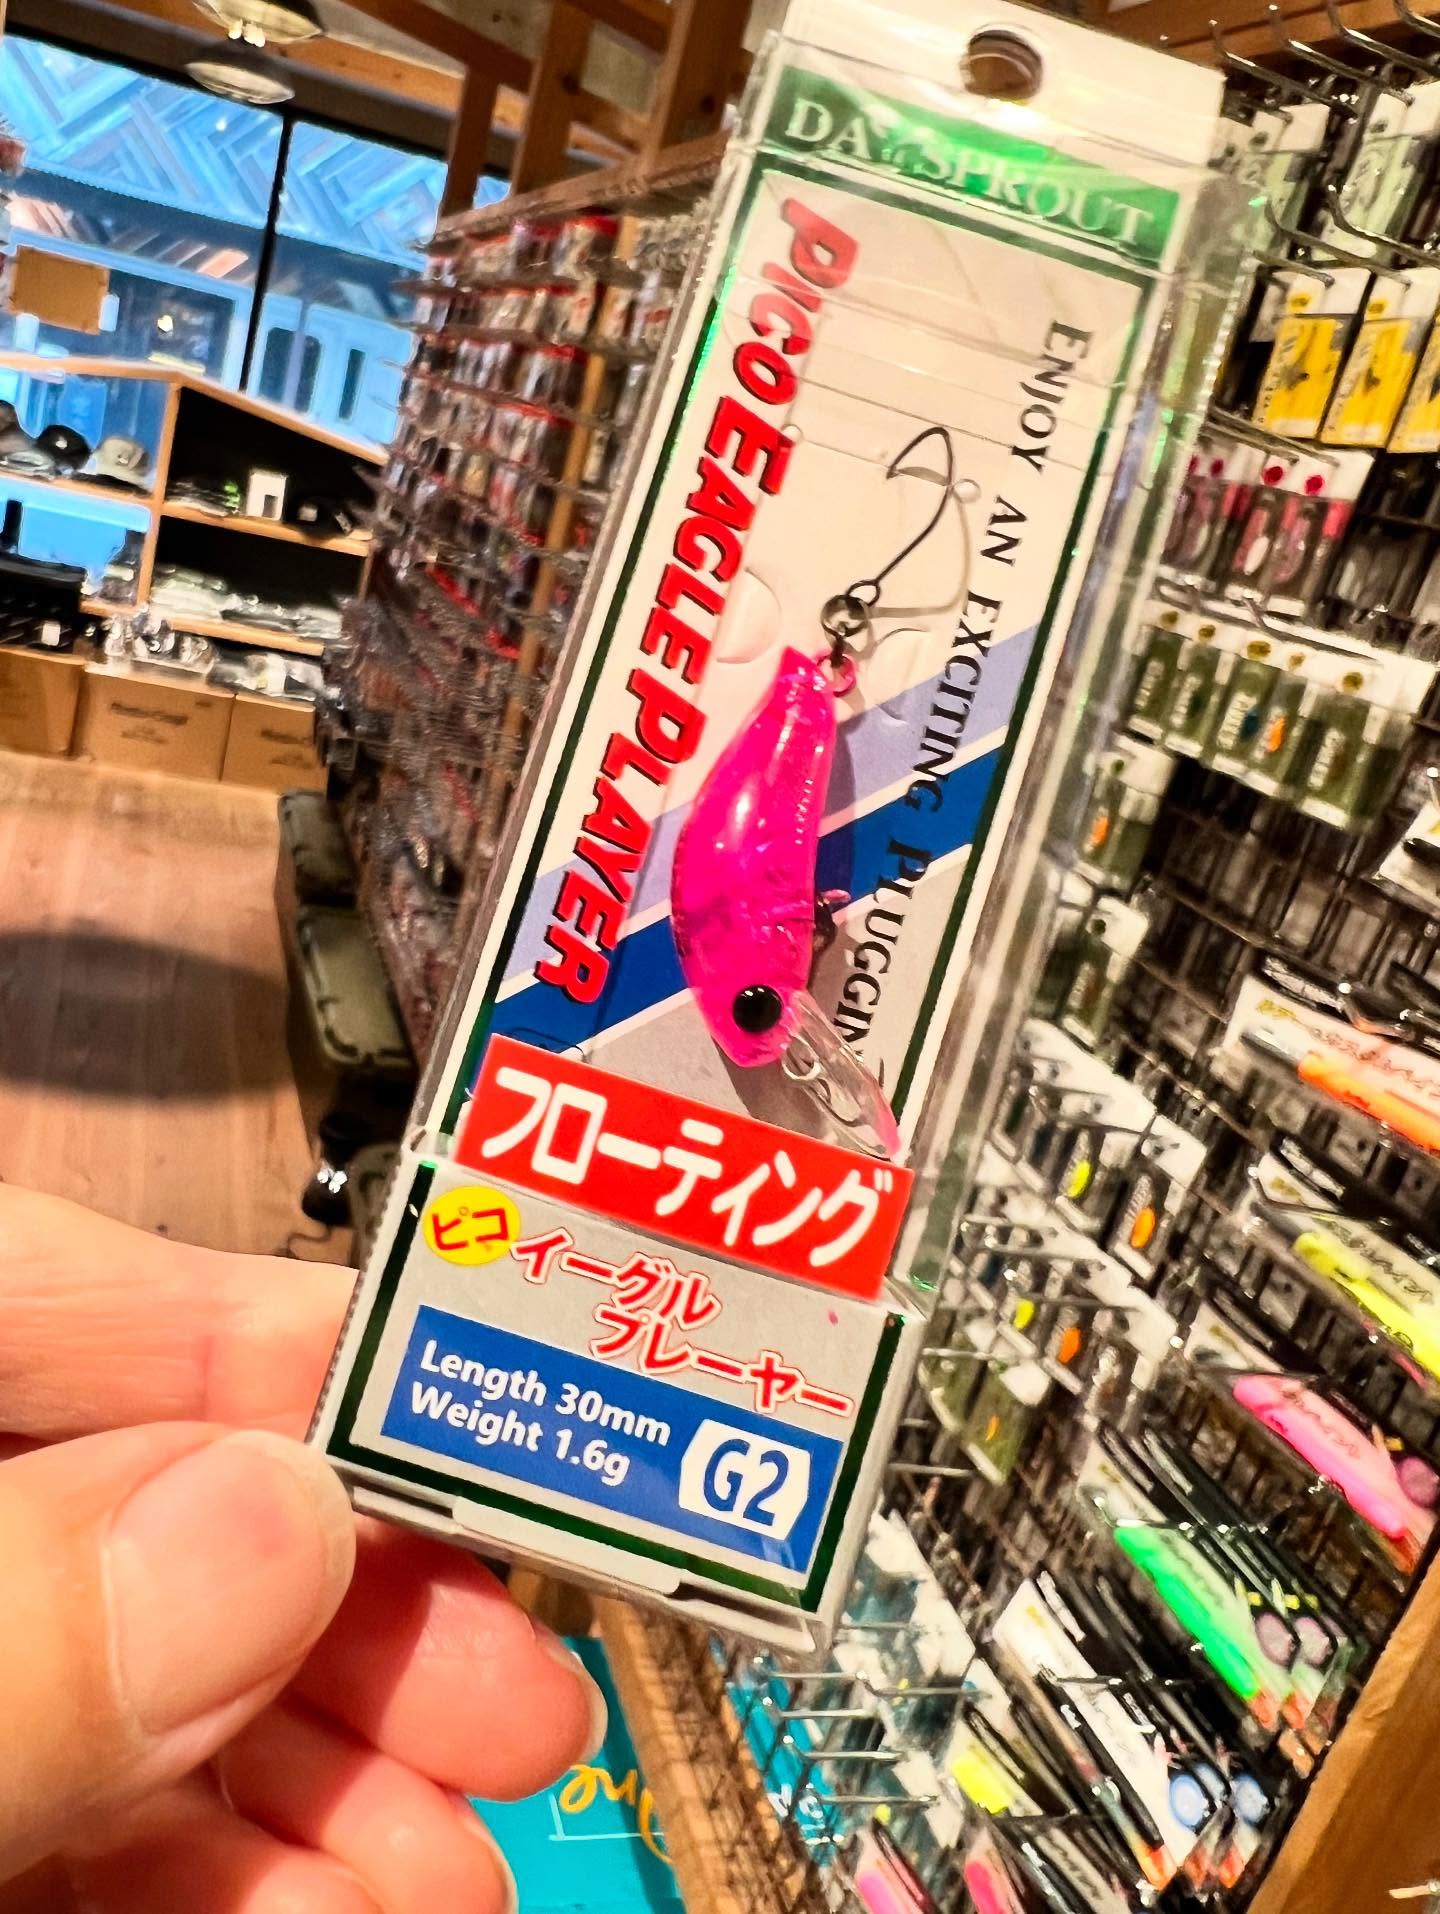 DAYSPROUT
PICO EAGLE PLAYER
ENJOY AN EXCITING PLUGGIN
フローティング
ピコ イーグル
プレーヤー
Length 30mm
Weight 1.6g
G2